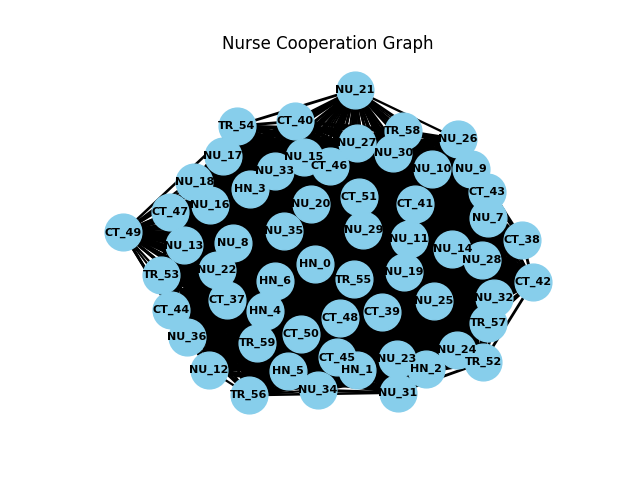 Nurse Cooperation Graph
NU_21
CT_40
TR_54
TR_58
NU_26
NU_27
NU_30
NU_17
NU_15
CT_46
NU_33
NU_10
NU_9
NU_18
HN_3
CT_43
CT_51
NU_20
CT_41
NU_16
CT_47
NU_7
CT_49
NU_35
NU_29
NU_11
CT_38
NU_13
NU_8
NU_14
NU_28
HN_0
NU_22
NU_19
TR_53
HN_6
TR_55
CT_42
CT_37
NU_25
NU_32
CT_44
HN_4
CT_48
CT_39
TR_57
NU_36
CT_50
TR_59
NU_24
CT_45
NU_23
TR_52
NU_12
HN_5
HN_1
HN_2
NU_34
NU_31
TR_56